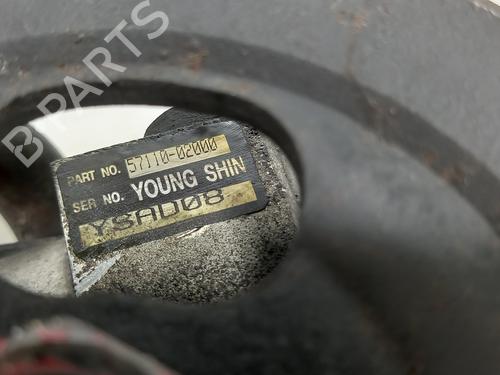 B PARTS
PART NO. 57110-02000
SER NO. YOUNG SHIN
YSAD08